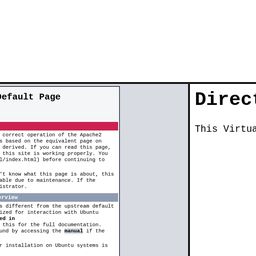 Default Page
correct operation of the Apache2
s based on the equivalent page on
derived. If you can read this page,
this site is working properly. You
l/index.html) before continuing to
't know what this page is about, this
able due to maintenance. If the
istrator.
rview
s different from the upstream default
ized for interaction with Ubuntu
ed in
this for the full documentation.
und by accessing the manual if the
r installation on Ubuntu systems is
Direct
This Virtua